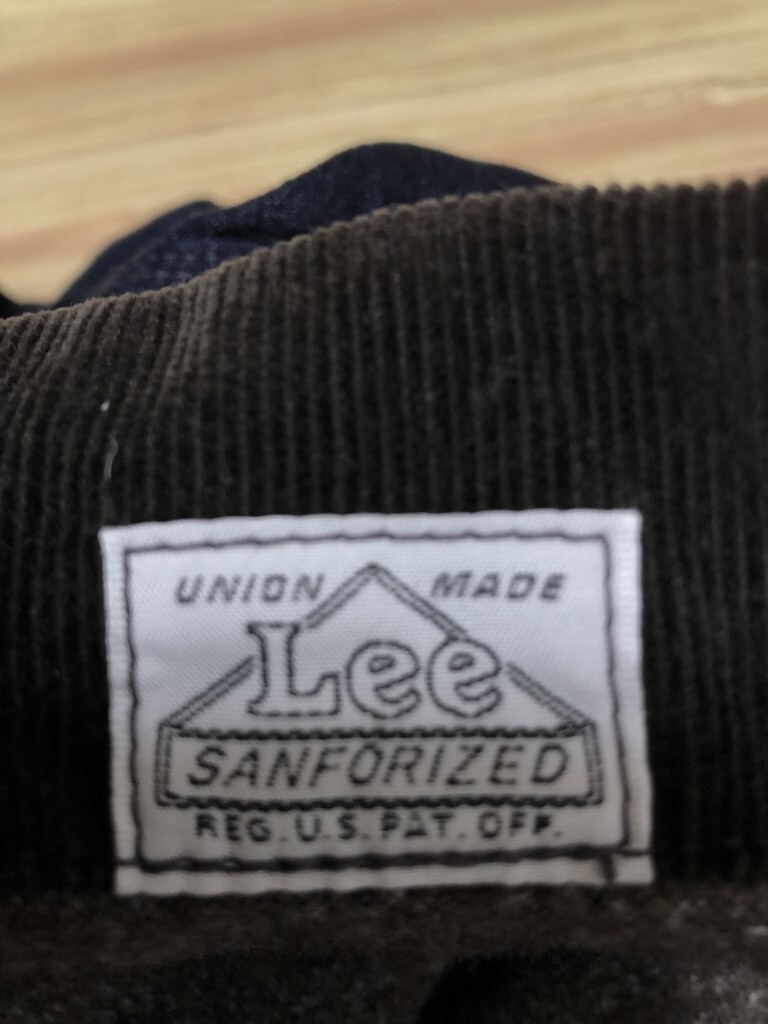 UNION MADE
Lee
SANFORIZED
REG. U.S. PAT. OFF.